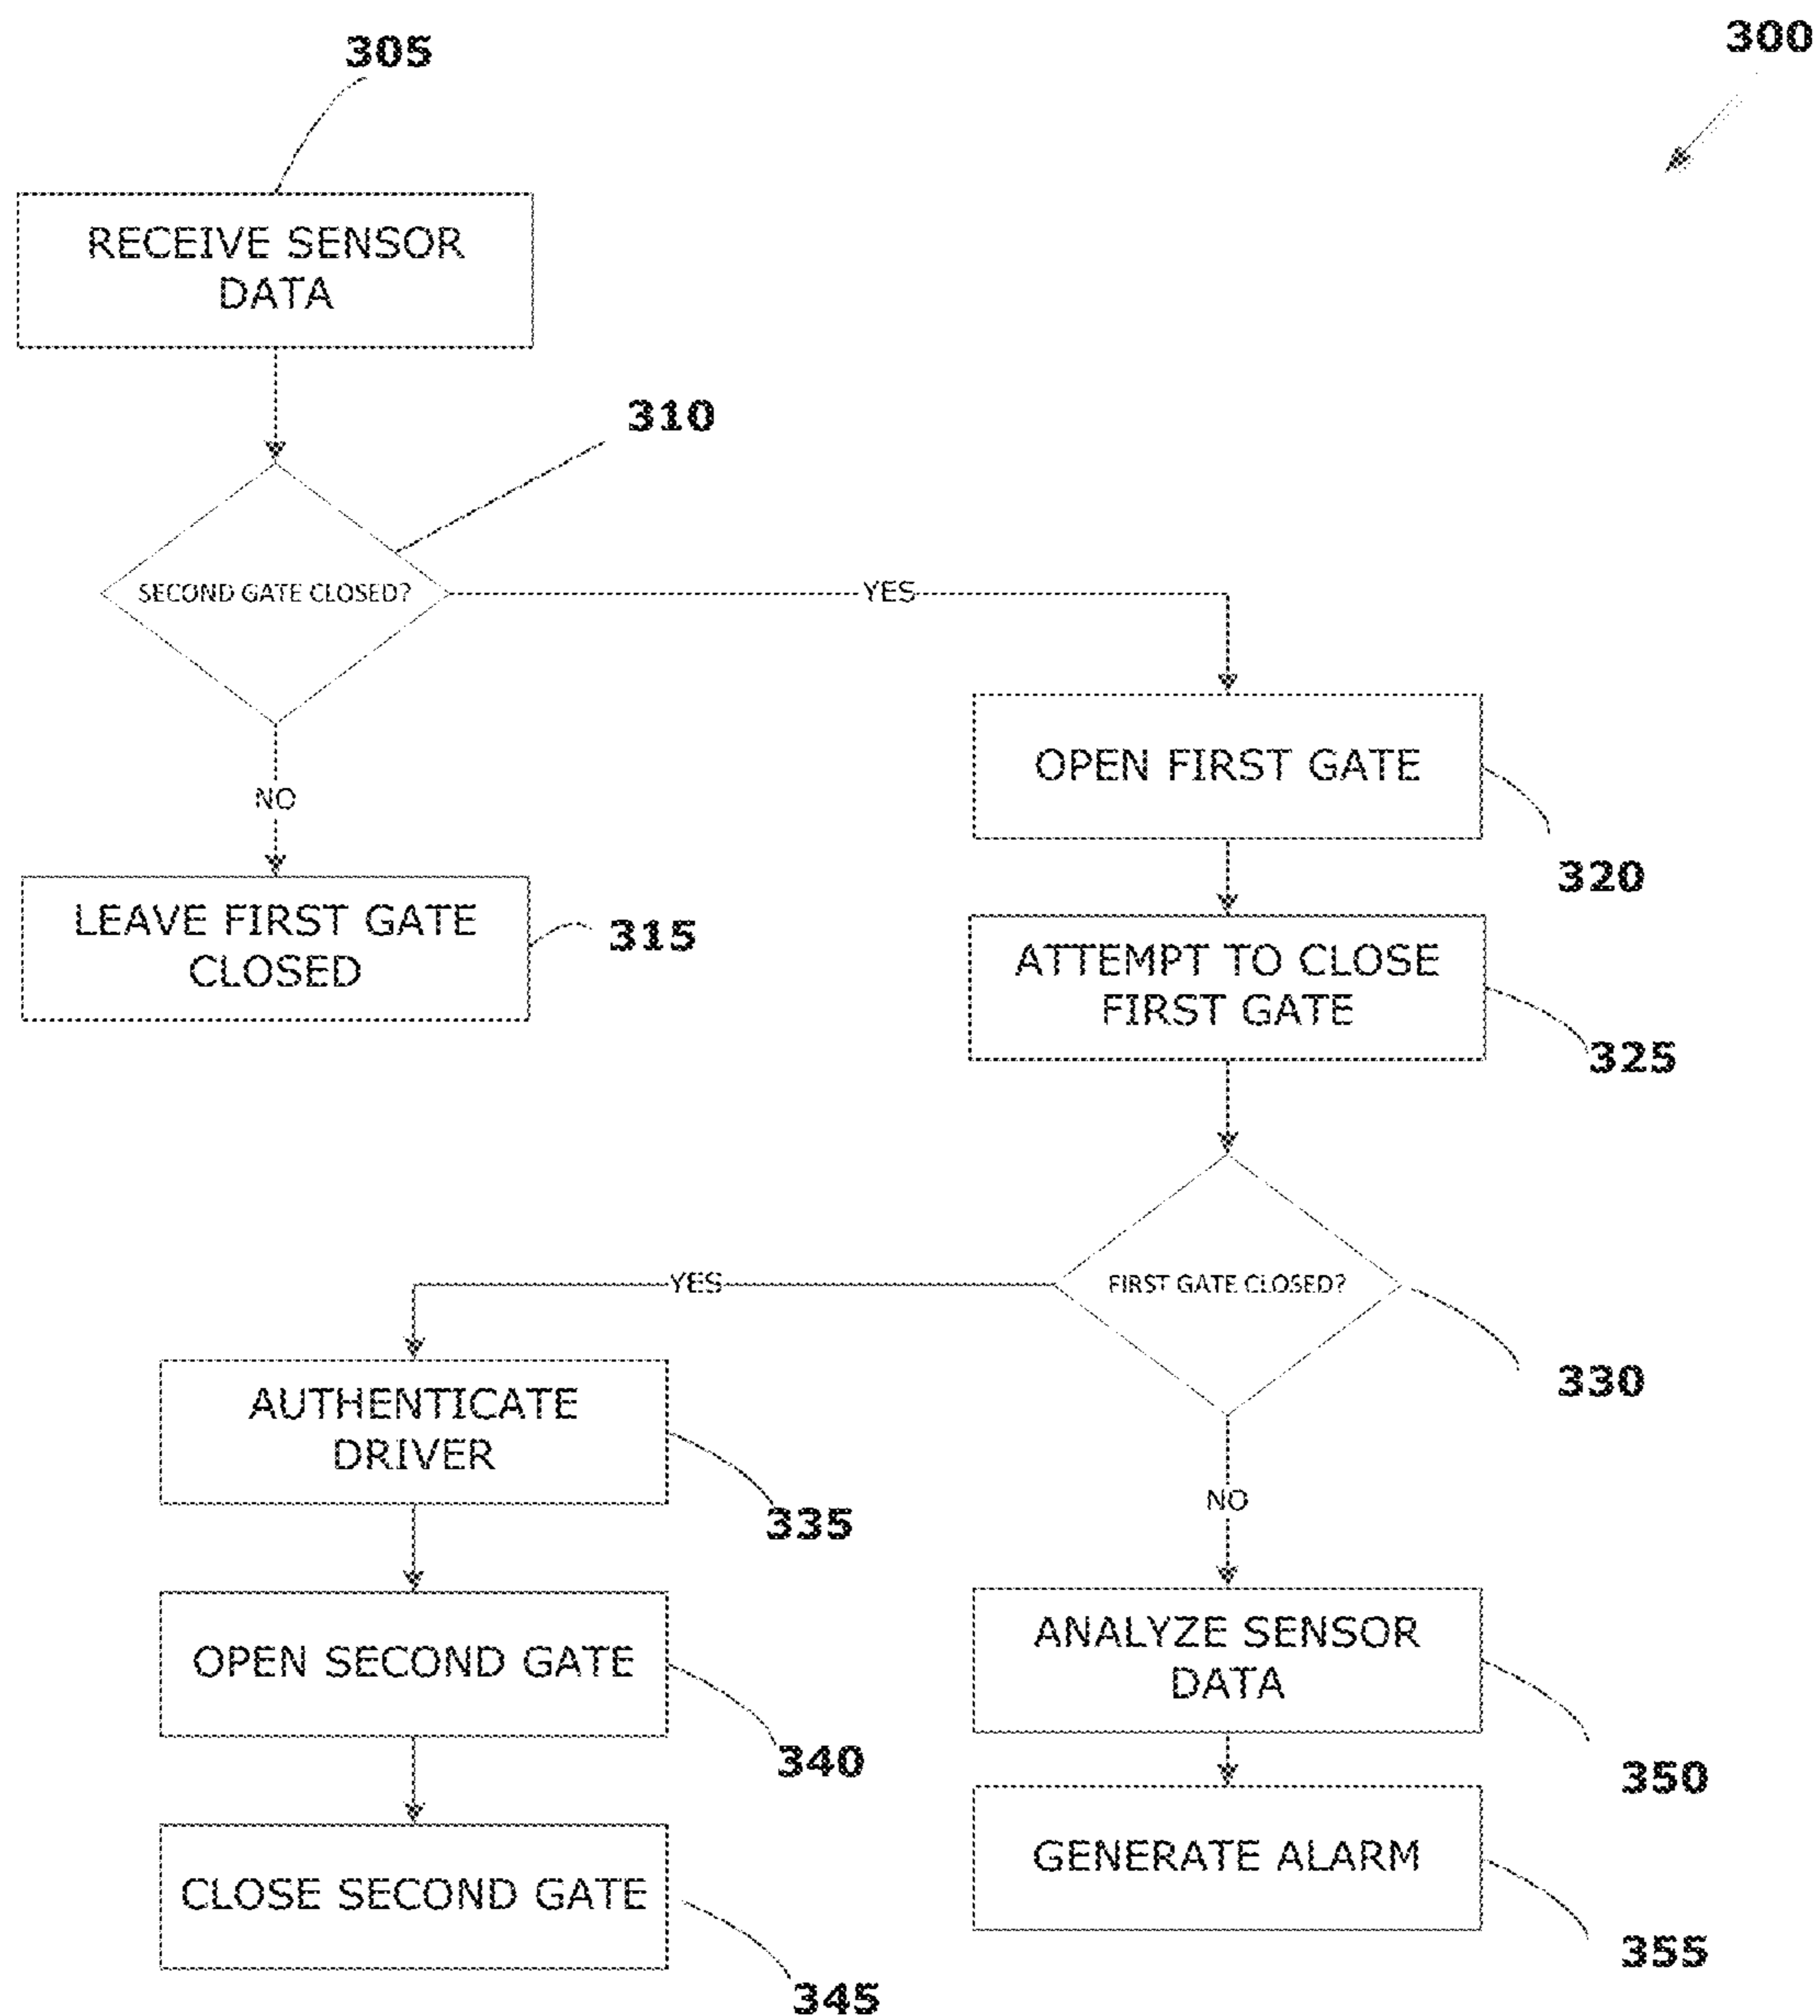 300
305
RECEIVE SENSOR
DATA
310
SECOND GATE CLOSED?
YES
NO
OPEN FIRST GATE
320
LEAVE FIRST GATE
CLOSED
315
ATTEMPT TO CLOSE
FIRST GATE
325
FIRST GATE CLOSED?
YES
330
AUTHENTICATE
DRIVER
335
NO
OPEN SECOND GATE
340
ANALYZE SENSOR
DATA
350
CLOSE SECOND GATE
345
GENERATE ALARM
355